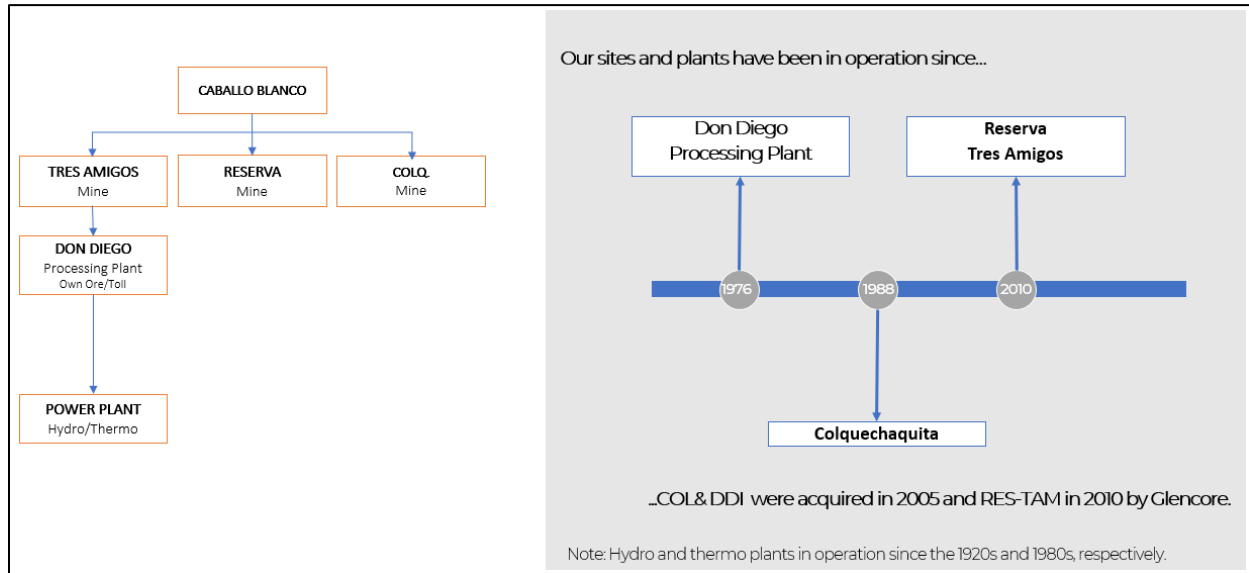 CABALLO BLANCO
TRES AMIGOS
Mine
RESERVA
Mine
COLQ.
Mine
DON DIEGO
Processing Plant
Own Ore/Toll
POWER PLANT
Hydro/Thermo
Our sites and plants have been in operation since...
Don Diego
Processing Plant
Reserva
Tres Amigos
1976
1988
2010
Colquechaquita
...COL& DDI were acquired in 2005 and RES-TAM in 2010 by Glencore.
Note: Hydro and thermo plants in operation since the 1920s and 1980s, respectively.